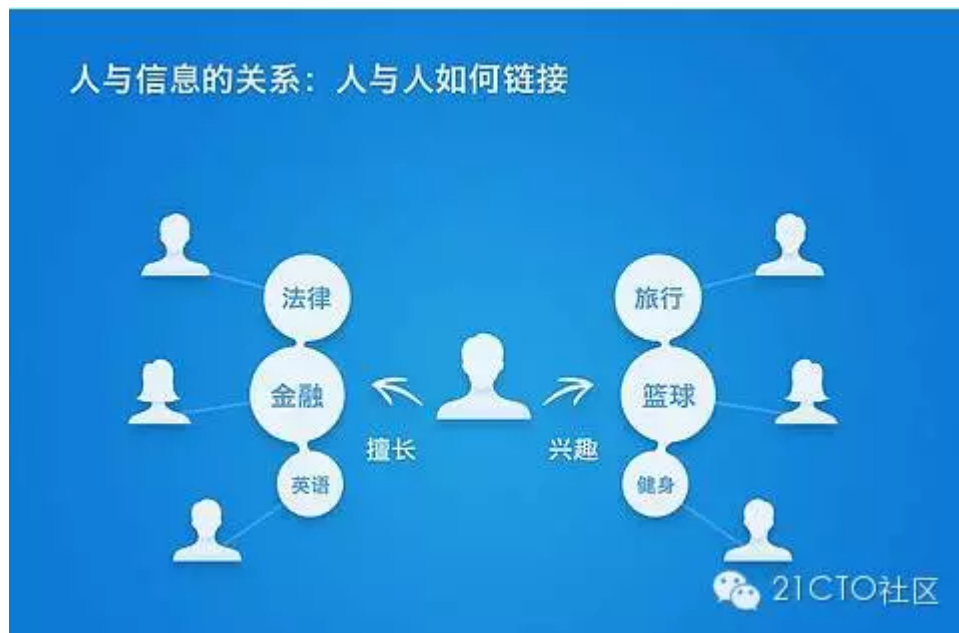 人与信息的关系：人与人如何链接
法律
旅行
金融
篮球
擅长
兴趣
英语
健身
21CTO社区